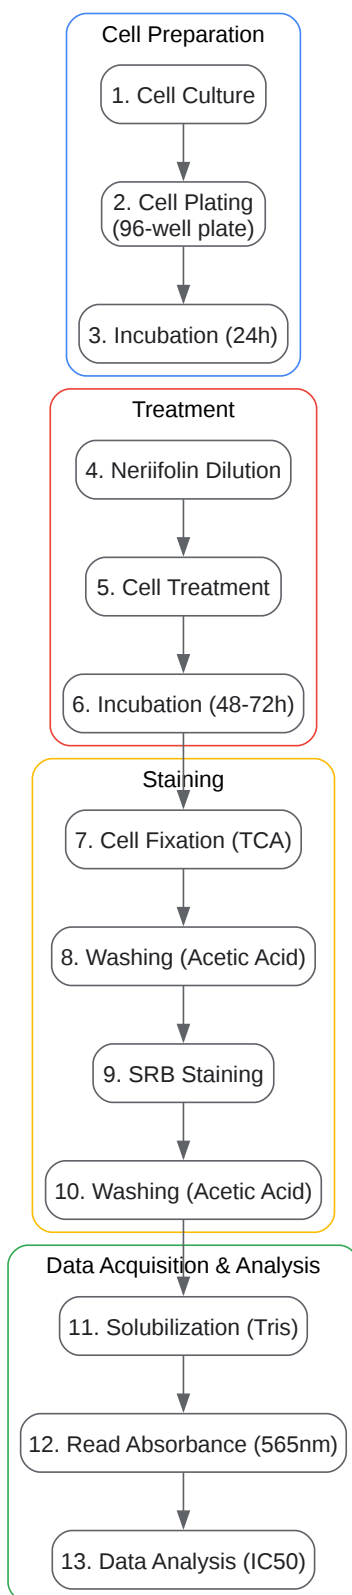 Cell Preparation
1. Cell Culture
2. Cell Plating
(96-well plate)
3. Incubation (24h)
Treatment
4. Neriifolin Dilution
5. Cell Treatment
6. Incubation (48-72h)
Staining
7. Cell Fixation (TCA)
8. Washing (Acetic Acid)
9. SRB Staining
10. Washing (Acetic Acid)
Data Acquisition & Analysis
11. Solubilization (Tris)
12. Read Absorbance (565nm)
13. Data Analysis (IC50)